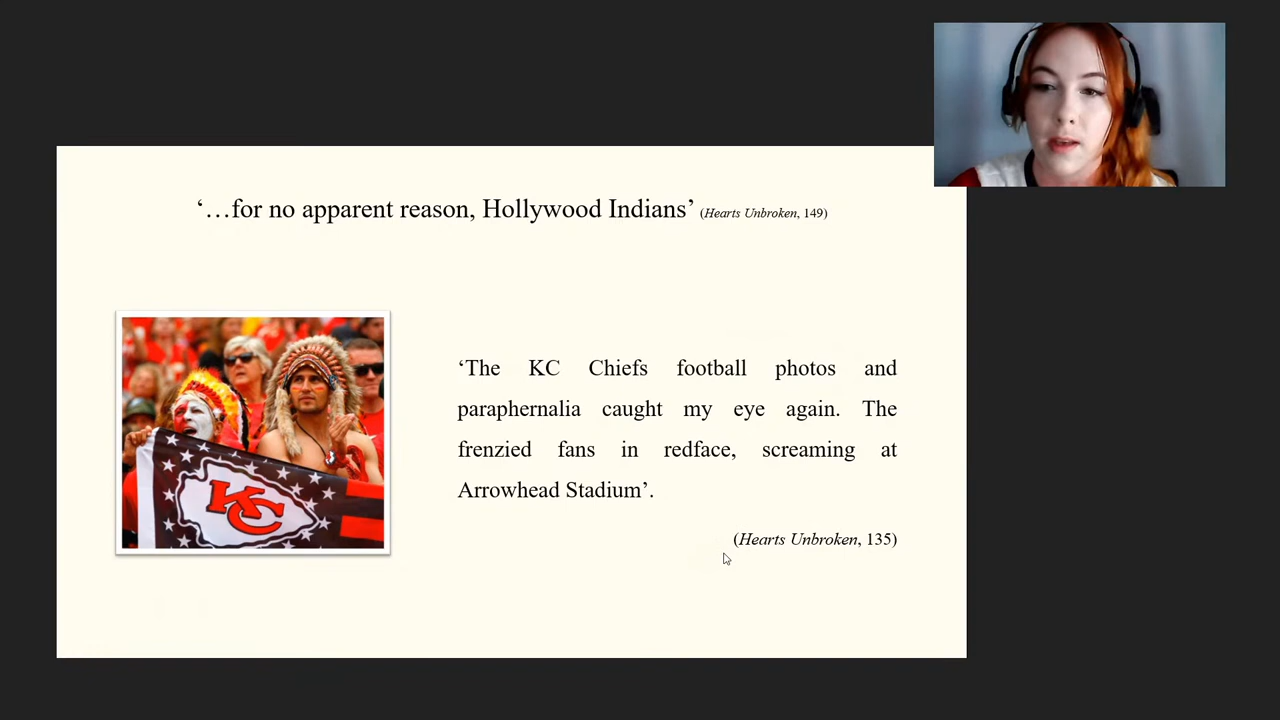 ‘…for no apparent reason, Hollywood Indians’ (Hearts Unbroken, 149)
‘The KC Chiefs football photos and
paraphernalia caught my eye again. The
frenzied fans in redface, screaming at
Arrowhead Stadium’.
(Hearts Unbroken, 135)
KC